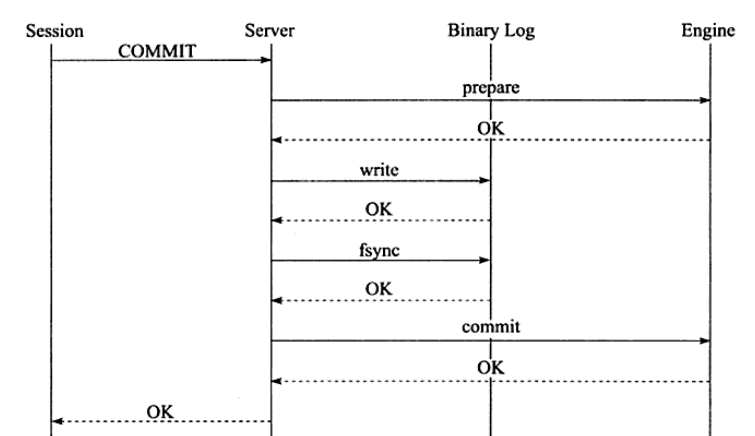 Session Server Binary Log Engine
COMMIT
prepare
OK
write
OK
fsync
OK
commit
OK
OK